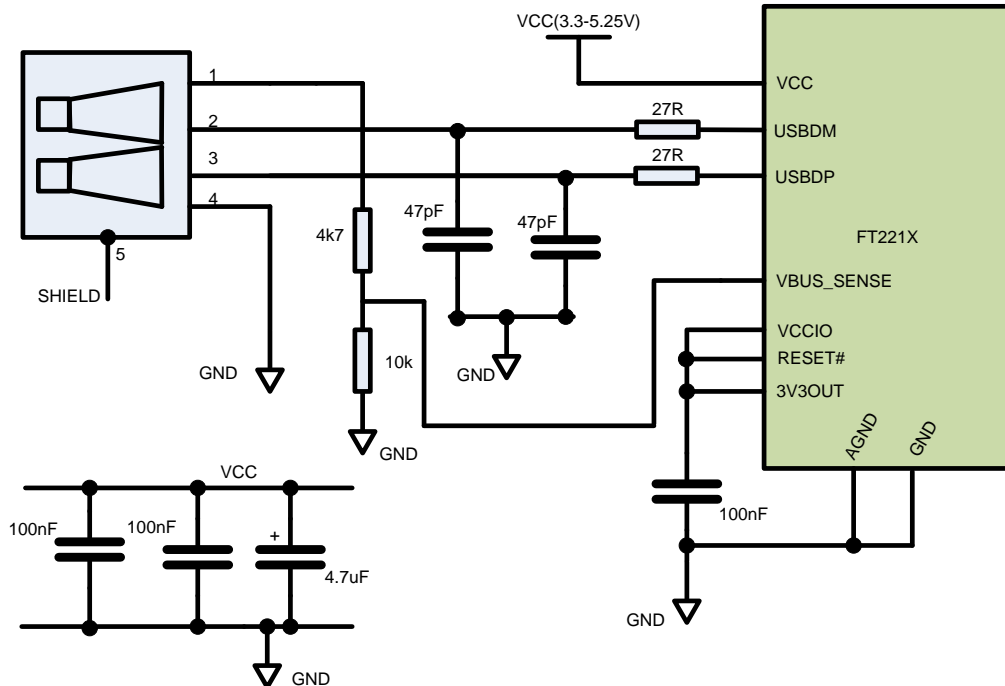 VCC(3.3-5.25V)
1
VCC
27R
2
USBDM
27R
3
USBDP
4
47pF
47pF
4k7
FT221X
5
SHIELD
VBUS_SENSE
VCCIO
10k
RESET#
GND
GND
3V3OUT
GND
AGND
GND
VCC
100nF
100nF
100nF
+
4.7uF
GND
GND